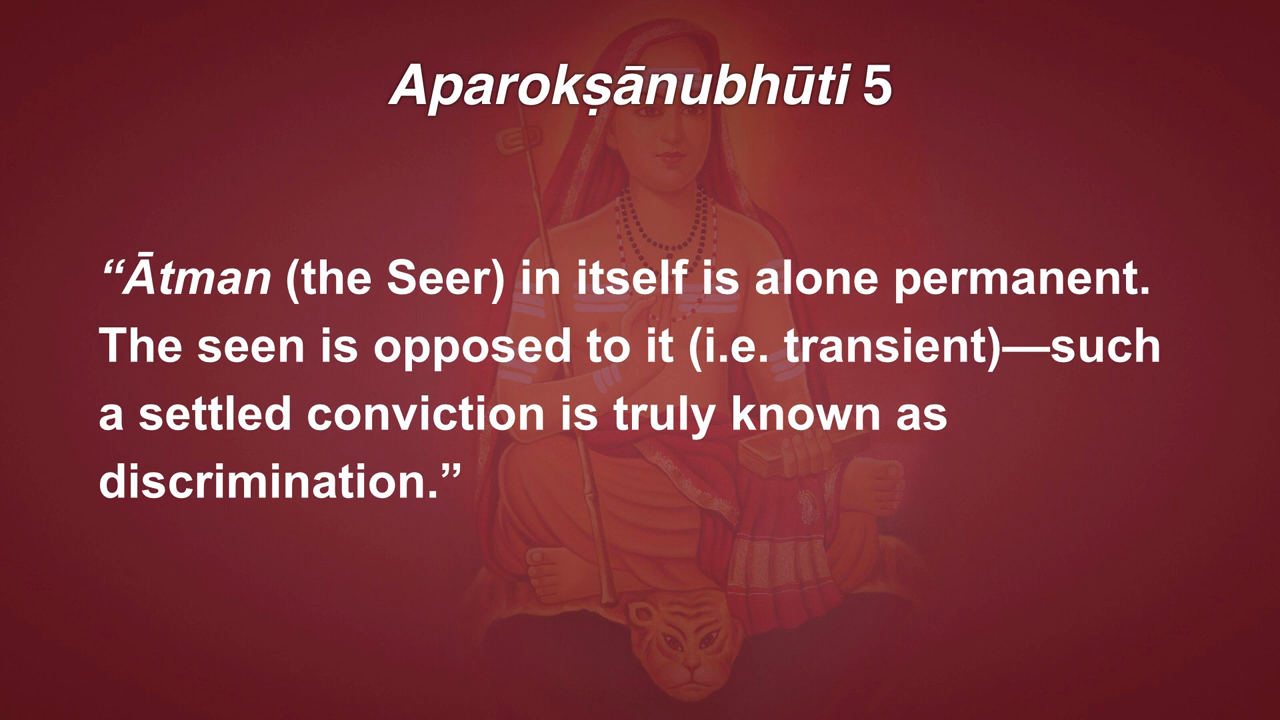 Aparokṣānubhūti 5
“Ātman (the Seer) in itself is alone permanent.
The seen is opposed to it (i.e. transient)—such
a settled conviction is truly known as
discrimination.”